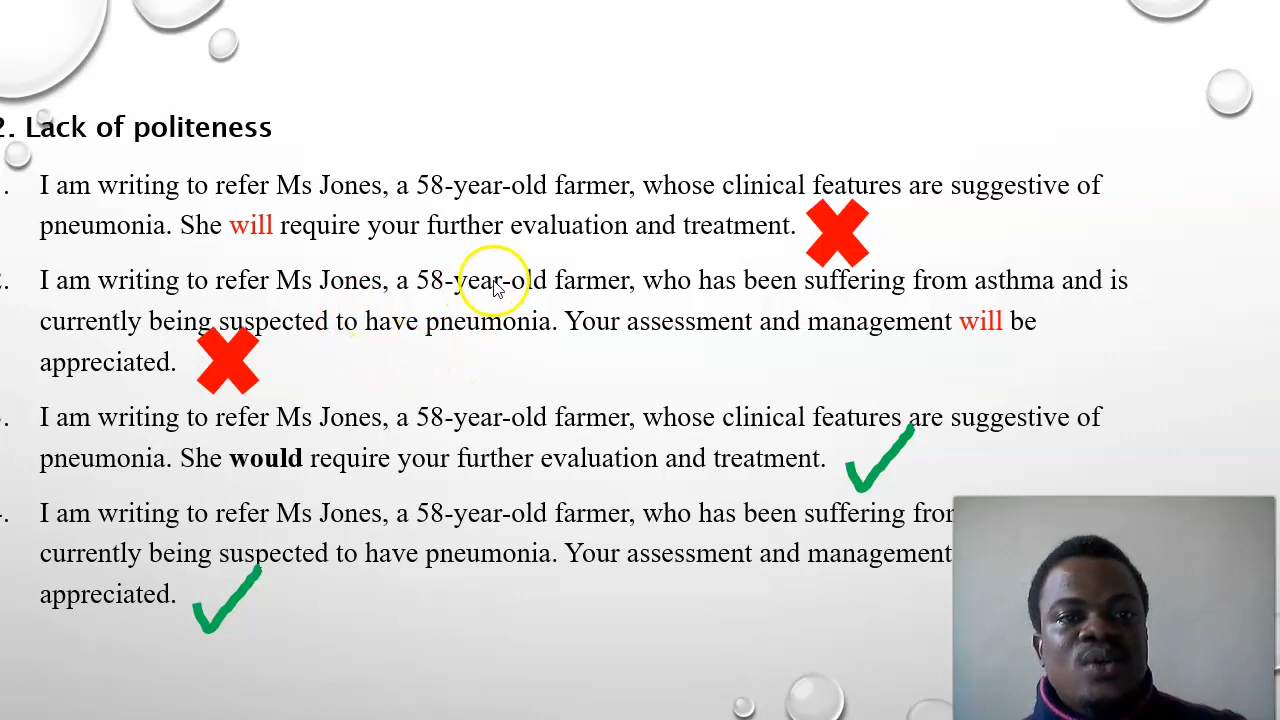 2. Lack of politeness
. I am writing to refer Ms Jones, a 58-year-old farmer, whose clinical features are suggestive of
pneumonia. She will require your further evaluation and treatment.
. I am writing to refer Ms Jones, a 58-year-old farmer, who has been suffering from asthma and is
currently being suspected to have pneumonia. Your assessment and management will be
appreciated.
. I am writing to refer Ms Jones, a 58-year-old farmer, whose clinical features are suggestive of
pneumonia. She would require your further evaluation and treatment.
. I am writing to refer Ms Jones, a 58-year-old farmer, who has been suffering
currently being suspected to have pneumonia. Your assessment and management
appreciated.